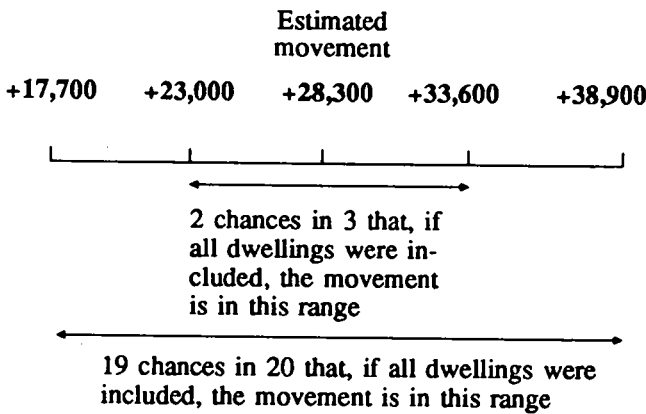 Estimated
movement
+17,700 +23,000 +28,300 +33,600 +38,900
2 chances in 3 that, if
all dwellings were in-
cluded, the movement
is in this range
19 chances in 20 that, if all dwellings were
included, the movement is in this range